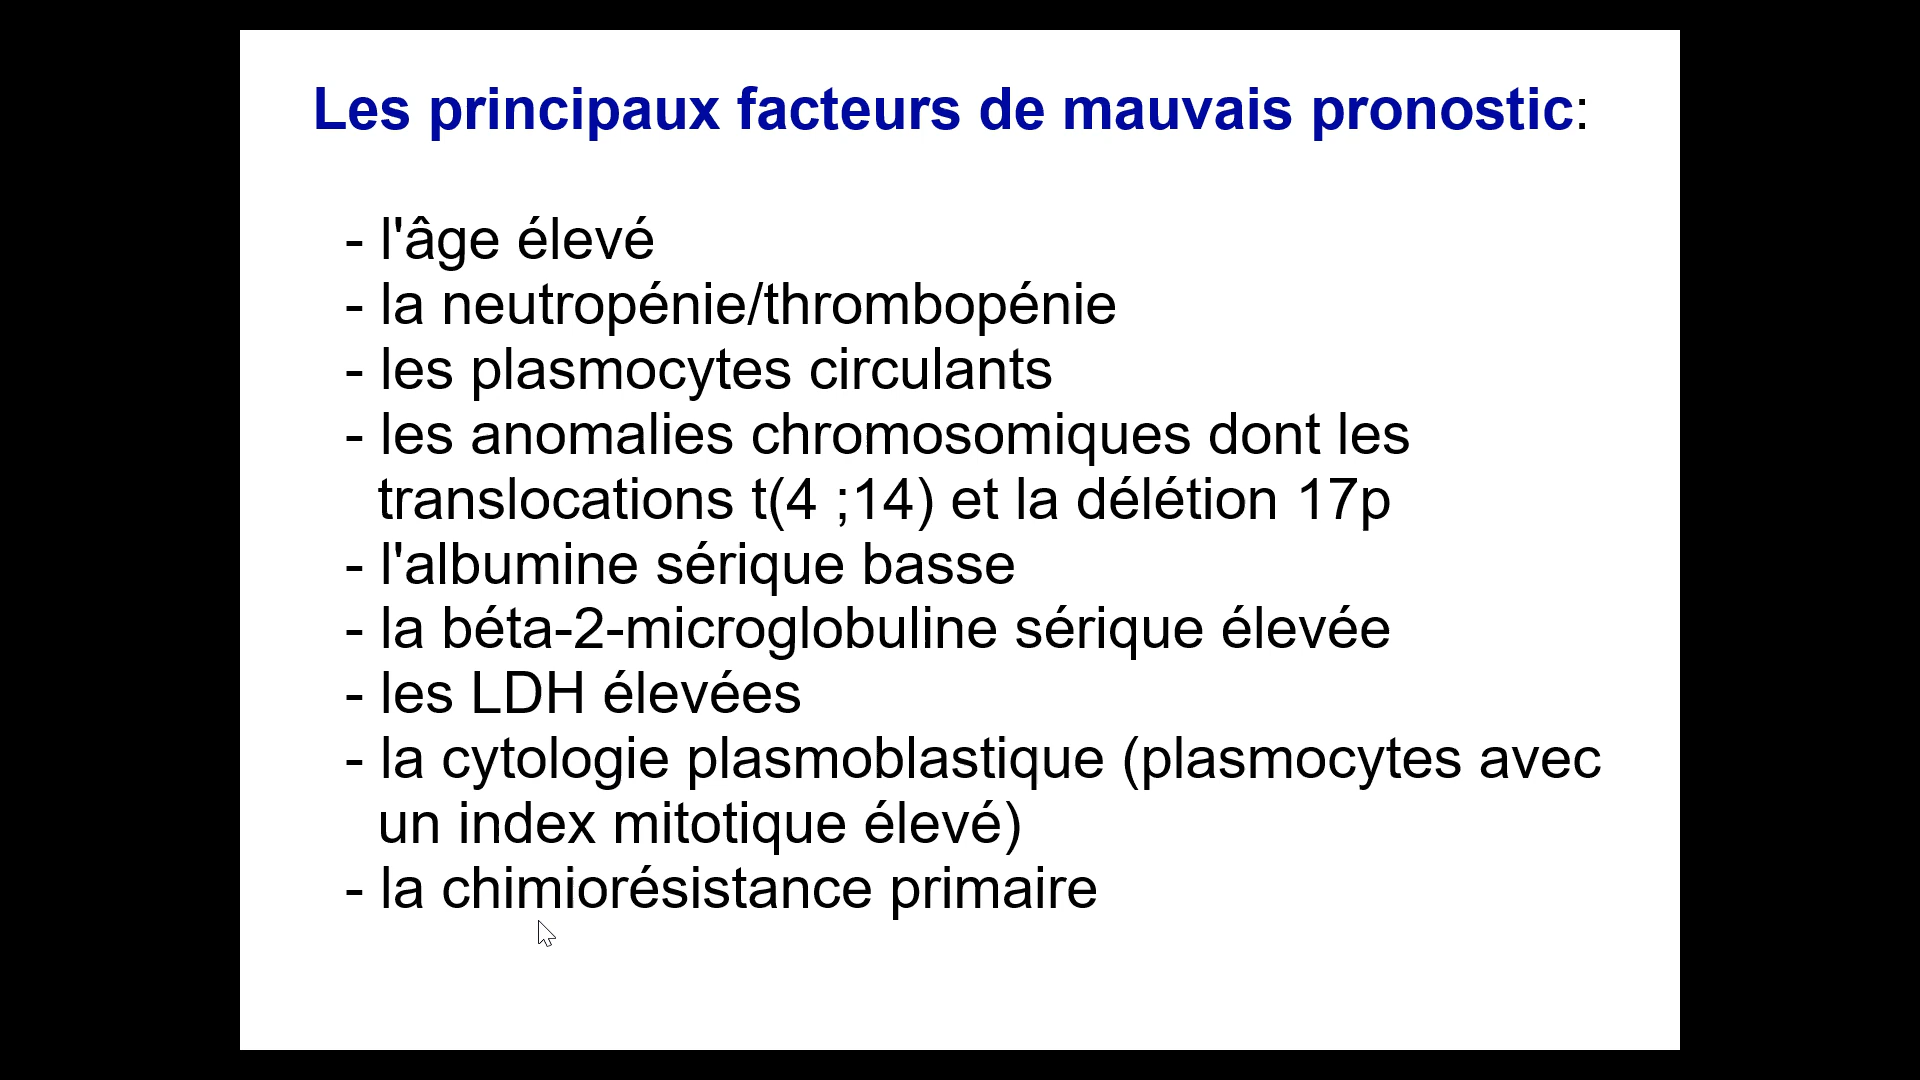 Les principaux facteurs de mauvais pronostic:
- l'âge élevé
- la neutropénie/thrombopénie
- les plasmocytes circulants
- les anomalies chromosomiques dont les
translocations t(4 ;14) et la délétion 17p
- l'albumine sérique basse
- la béta-2-microglobuline sérique élevée
- les LDH élevées
- la cytologie plasmoblastique (plasmocytes avec
un index mitotique élevé)
- la chimiorésistance primaire